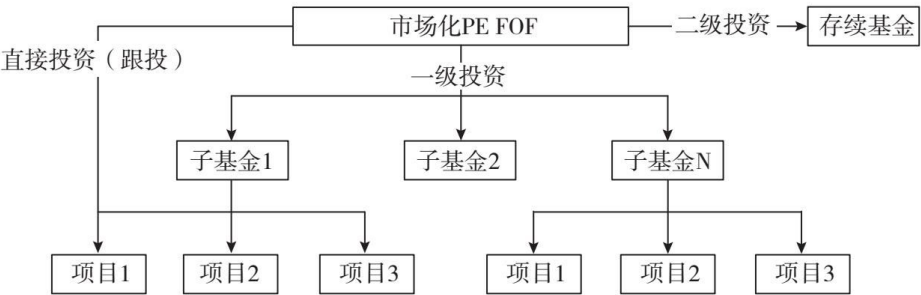 市场化PE FOF
二级投资
存续基金
直接投资（跟投）
一级投资
子基金1
子基金2
子基金N
项目1
项目2
项目3
项目1
项目2
项目3